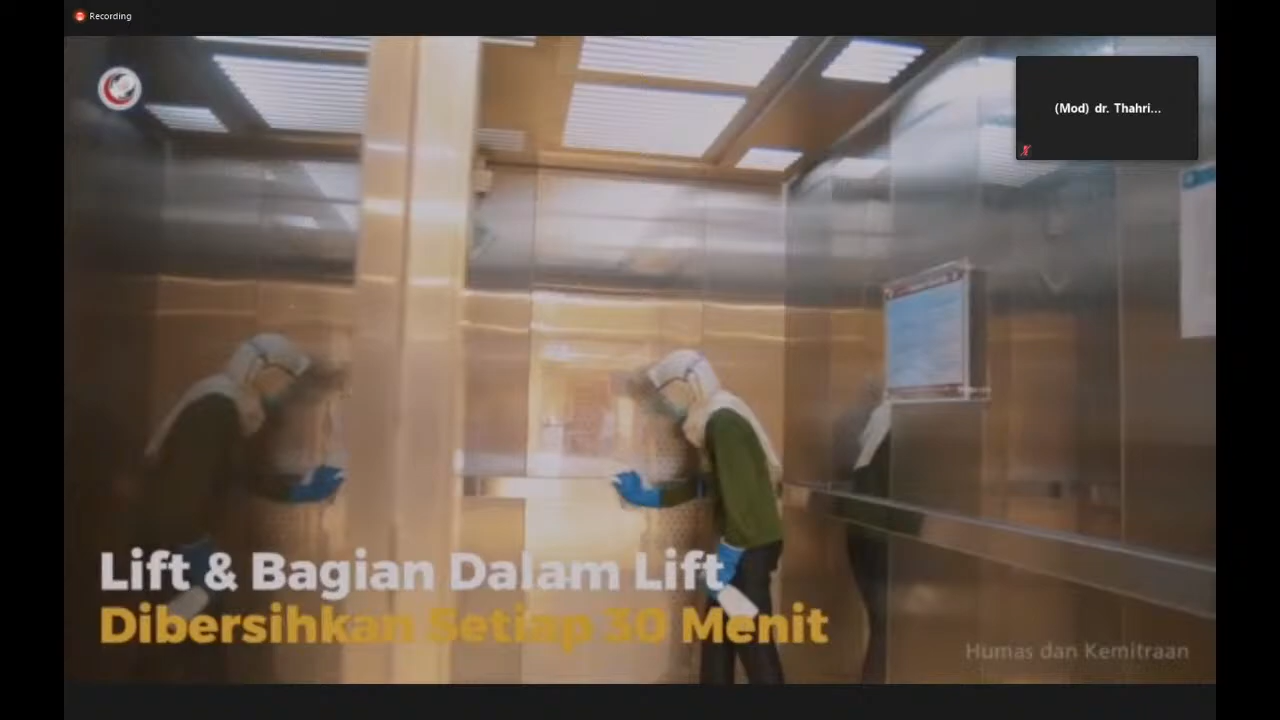 Recording
(Mod) dr. Thahri...
Lift & Bagian Dalam Lift
Dibersihkan Setiap 30 Menit
Humas dan Kemitraan